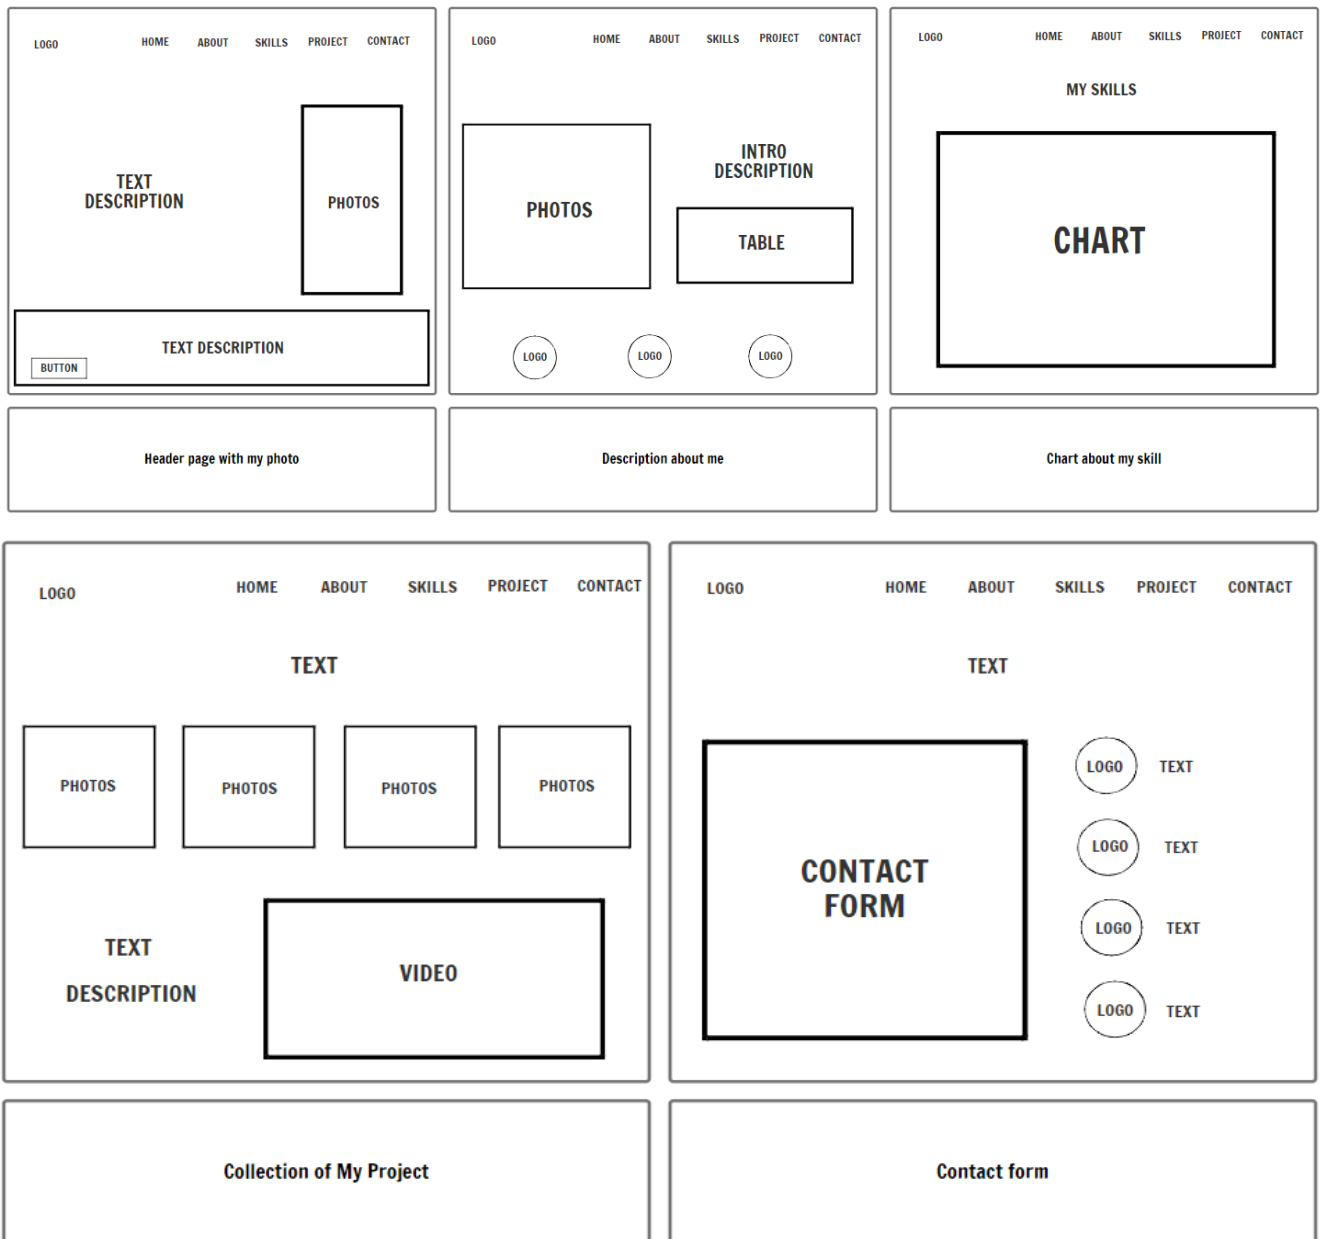 LOGO HOME ABOUT SKILLS PROJECT CONTACT
TEXT
DESCRIPTION
PHOTOS
TEXT DESCRIPTION
BUTTON
Header page with my photo
LOGO HOME ABOUT SKILLS PROJECT CONTACT
PHOTOS
INTRO
DESCRIPTION
TABLE
LOGO LOGO LOGO
Description about me
LOGO HOME ABOUT SKILLS PROJECT CONTACT
MY SKILLS
CHART
Chart about my skill
LOGO HOME ABOUT SKILLS PROJECT CONTACT
TEXT
PHOTOS PHOTOS PHOTOS PHOTOS
TEXT
DESCRIPTION
VIDEO
Collection of My Project
LOGO HOME ABOUT SKILLS PROJECT CONTACT
TEXT
CONTACT
FORM
LOGO TEXT
LOGO TEXT
LOGO TEXT
LOGO TEXT
Contact form